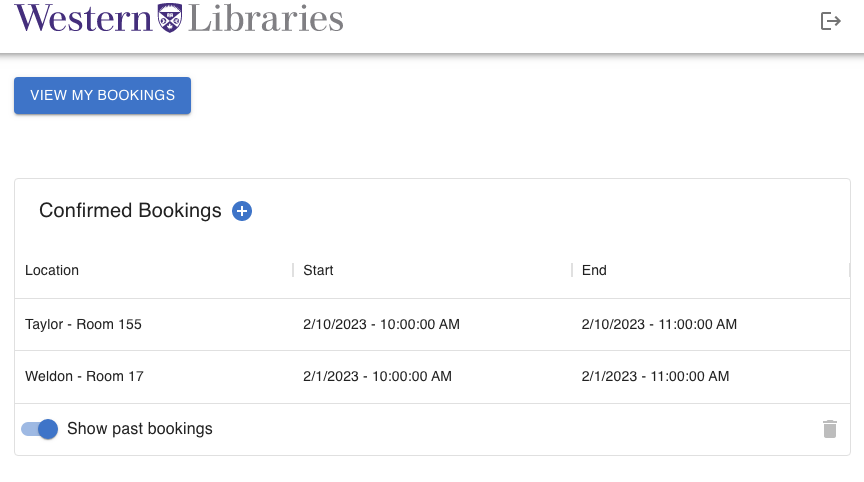 Western Libraries
VIEW MY BOOKINGS
Confirmed Bookings
Location Start End
Taylor - Room 155 2/10/2023 - 10:00:00 AM 2/10/2023 - 11:00:00 AM
Weldon - Room 17 2/1/2023 - 10:00:00 AM 2/1/2023 - 11:00:00 AM
Show past bookings